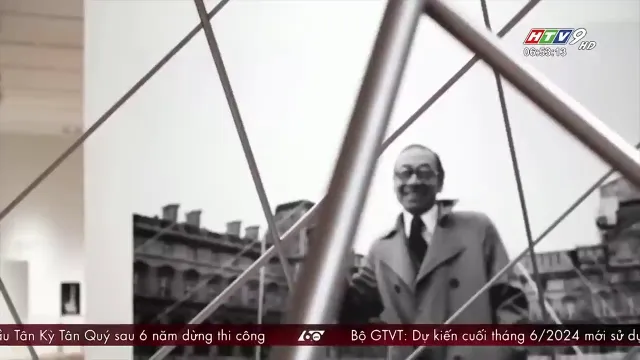 HTV9 HD
06:53:13
ầu Tân Kỳ Tân Quý sau 6 năm dừng thi công 60 Bộ GTVT: Dự kiến cuối tháng 6/2024 mới sử dụ